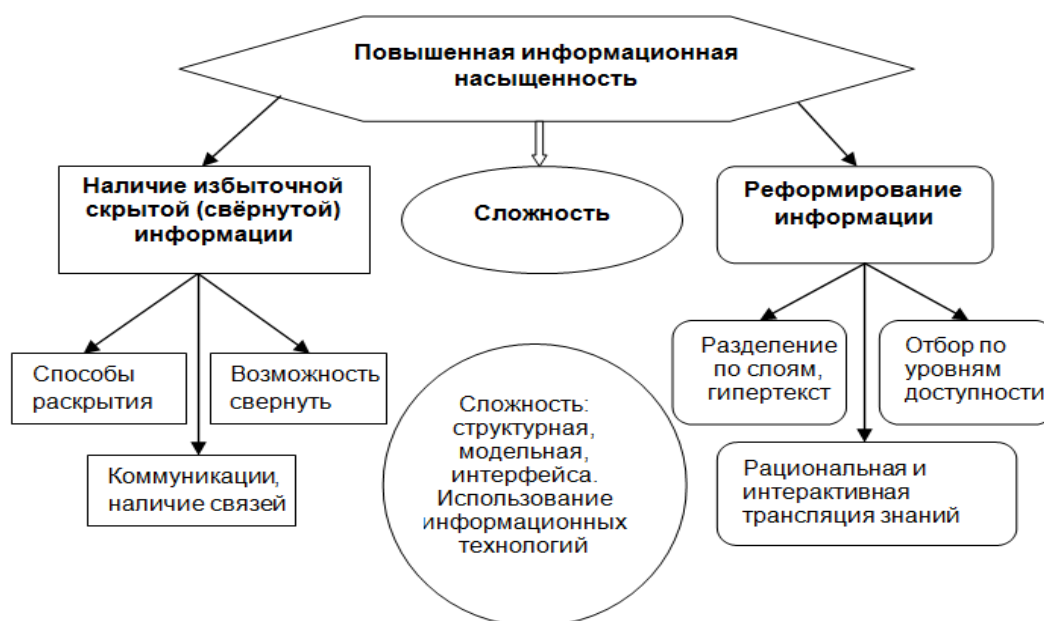 Повышенная информационная
насыщенность
Наличие избыточной
скрытой (свёрнутой)
информации
Сложность
Реформирование
информации
Способы
раскрытия
Возможность
свернуть
Коммуникации,
наличие связей
Сложность:
структурная,
модельная,
интерфейса.
Использование
информационных
технологий
Разделение
по слоям,
гипертекст
Отбор по
уровням
доступности
Рациональная и
интерактивная
трансляция знаний